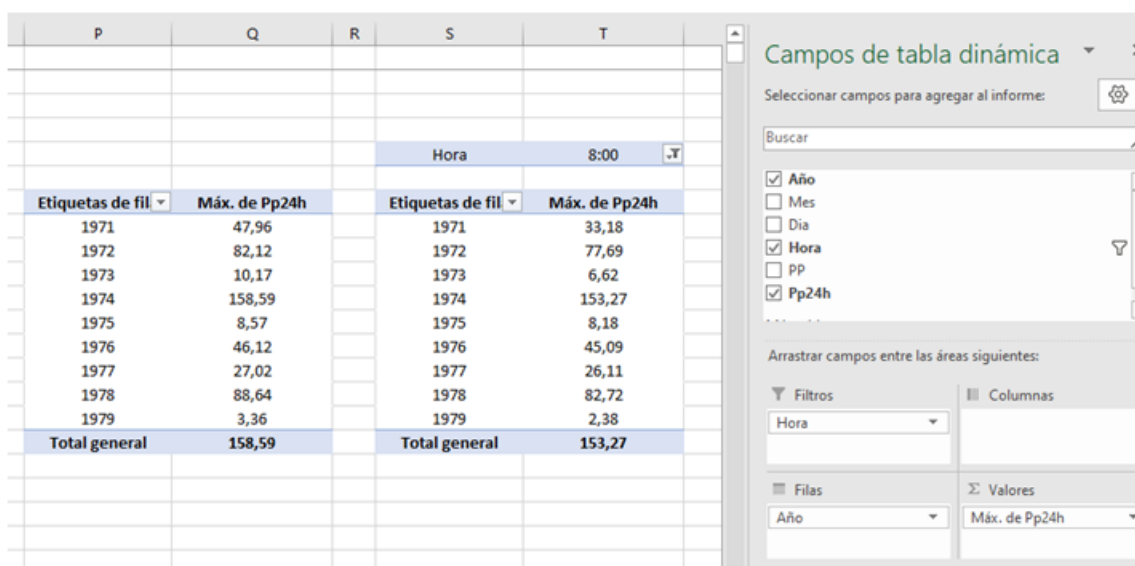 P Q R S T
Campos de tabla dinámica
Seleccionar campos para agregar al informe:
Buscar
Hora 8:00
Etiquetas de fil Máx. de Pp24h Etiquetas de fil Máx. de Pp24h
1971 47,96 1971 33,18
1972 82,12 1972 77,69
1973 10,17 1973 6,62
1974 158,59 1974 153,27
1975 8,57 1975 8,18
1976 46,12 1976 45,09
1977 27,02 1977 26,11
1978 88,64 1978 82,72
1979 3,36 1979 2,38
Total general 158,59 Total general 153,27
Año
Mes
Dia
Hora
PP
Pp24h
Arrastrar campos entre las áreas siguientes:
Filtros Columnas
Hora
Filas Σ Valores
Año Máx. de Pp24h